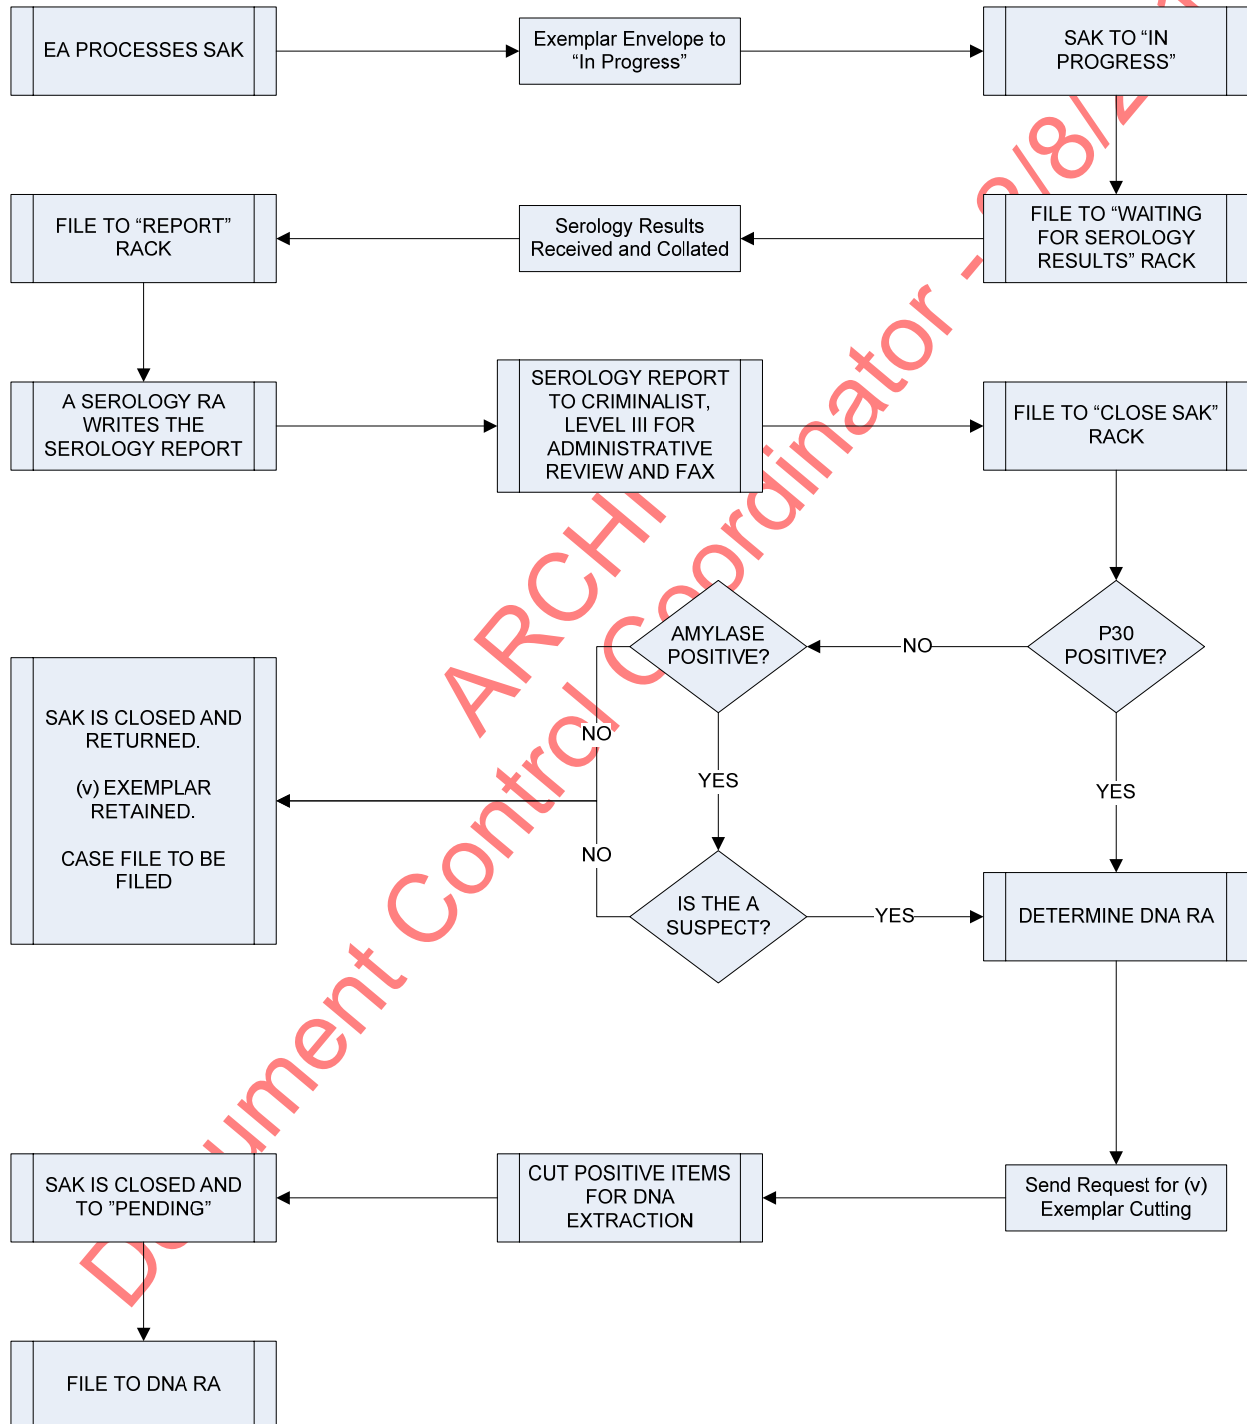 EA PROCESSES SAK
Exemplar Envelope to
“In Progress”
SAK TO “IN
PROGRESS”
FILE TO “REPORT”
RACK
Serology Results
Received and Collated
FILE TO “WAITING
FOR SEROLOGY
RESULTS” RACK
A SEROLOGY RA
WRITES THE
SEROLOGY REPORT
SEROLOGY REPORT
TO CRIMINALIST,
LEVEL III FOR
ADMINISTRATIVE
REVIEW AND FAX
FILE TO “CLOSE SAK”
RACK
AMYLASE
POSITIVE?
NO
P30
POSITIVE?
SAK IS CLOSED AND
RETURNED.
(v) EXEMPLAR
RETAINED.
CASE FILE TO BE
FILED
NO
YES
YES
NO
IS THE A
SUSPECT?
YES
DETERMINE DNA RA
SAK IS CLOSED AND
TO ”PENDING”
CUT POSITIVE ITEMS
FOR DNA
EXTRACTION
Send Request for (v)
Exemplar Cutting
FILE TO DNA RA
Document Control Coordinator -